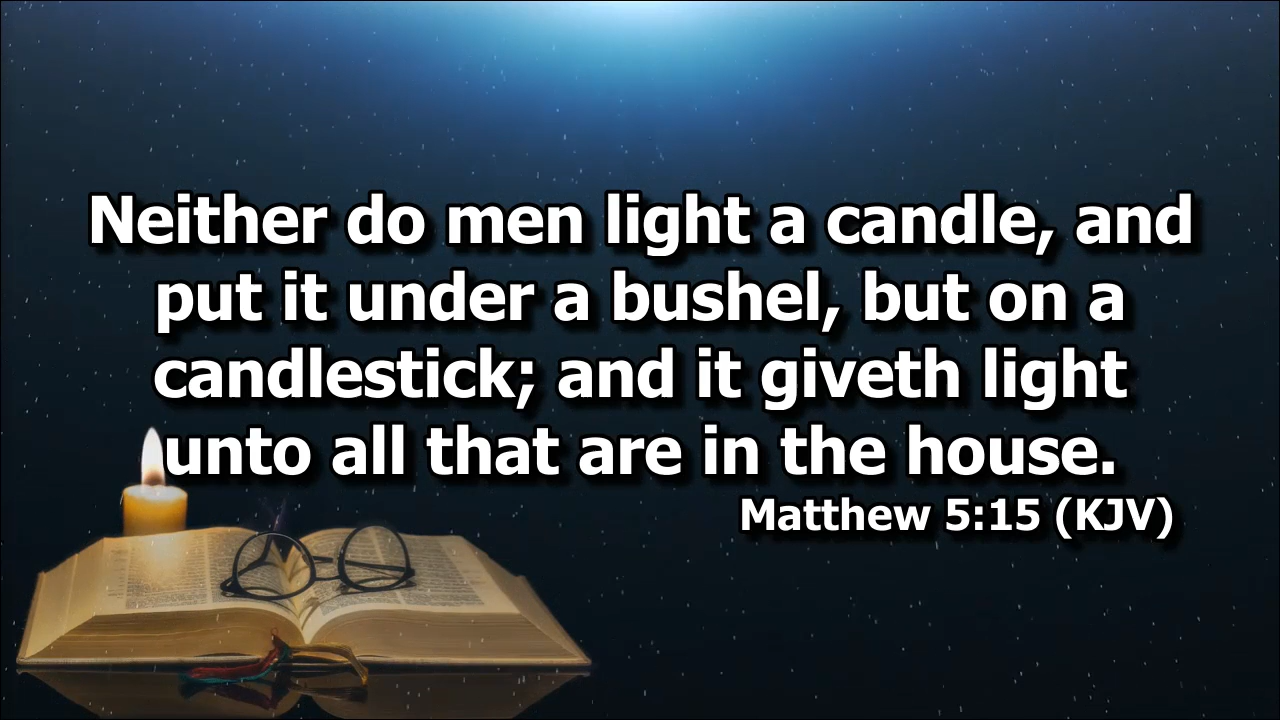 Neither do men light a candle, and
put it under a bushel, but on a
candlestick; and it giveth light
unto all that are in the house.
Matthew 5:15 (KJV)